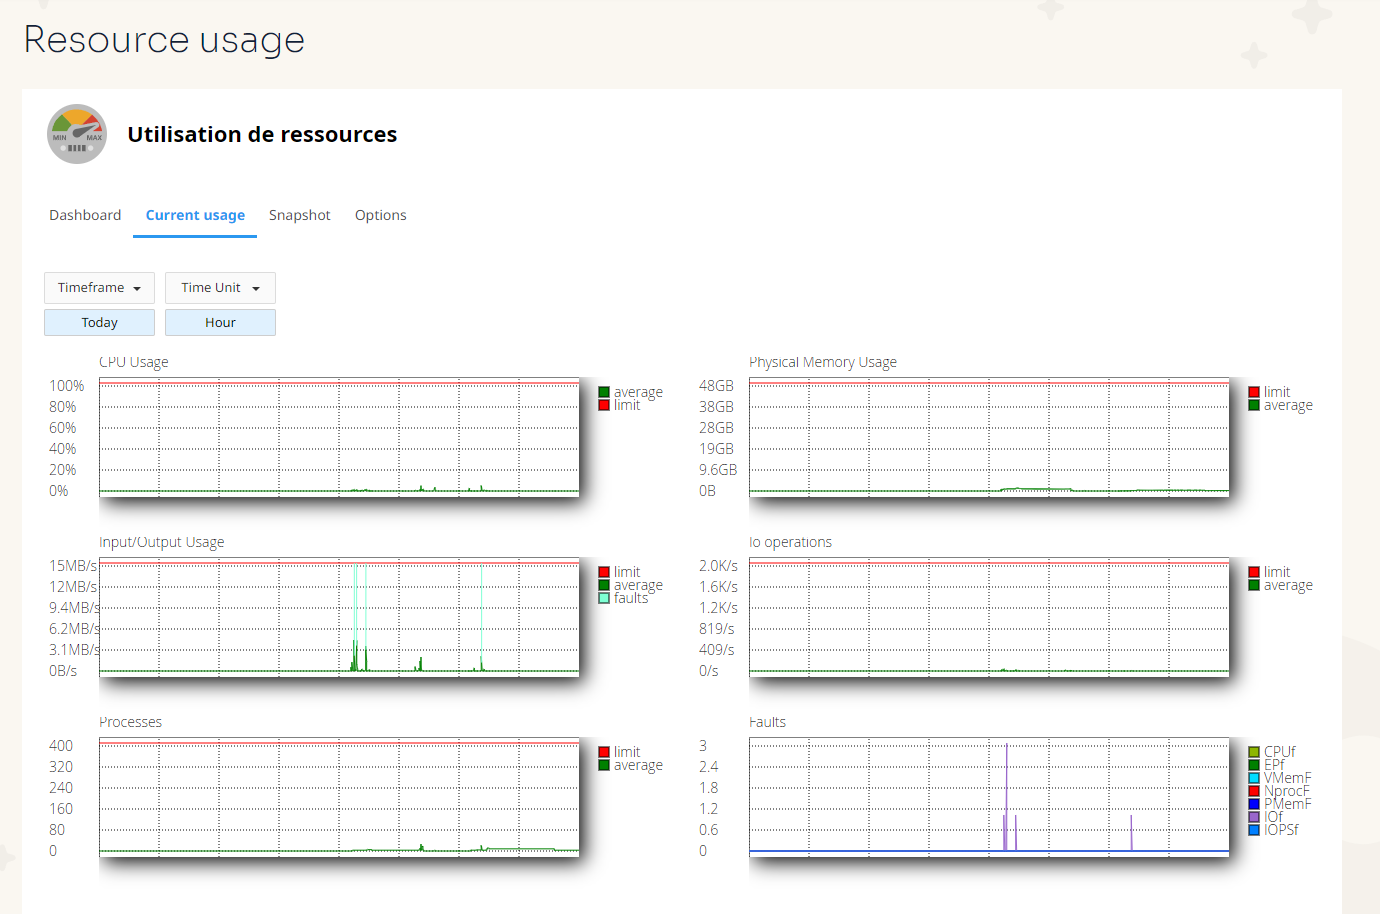 Resource usage
MIN MAX
Utilisation de ressources
Dashboard Current usage Snapshot Options
Timeframe Time Unit
Today Hour
CPU Usage
100%
80%
60%
40%
20%
0%
average
limit
Physical Memory Usage
48GB
38GB
28GB
19GB
9.6GB
0B
limit
average
Input/Output Usage
15MB/s
12MB/s
9.4MB/s
6.2MB/s
3.1MB/s
0B/s
limit
average
faults
Io operations
2.0K/s
1.6K/s
1.2K/s
819/s
409/s
0/s
limit
average
Processes
400
320
240
160
80
0
limit
average
Faults
3
2.4
1.8
1.2
0.6
0
CPUf
EPf
VMemF
NprocF
PMemF
IOf
IOPSf